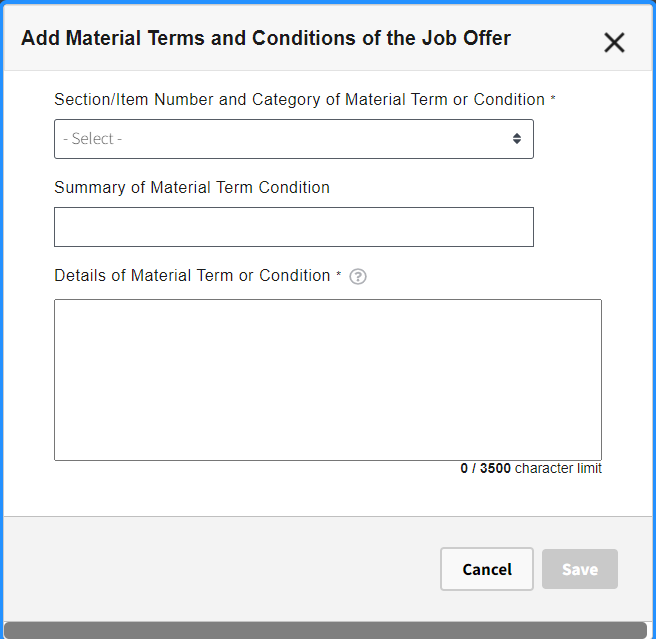 Add Material Terms and Conditions of the Job Offer
Section/Item Number and Category of Material Term or Condition *
- Select -
Summary of Material Term Condition
Details of Material Term or Condition * ?
0 / 3500 character limit
Cancel
Save